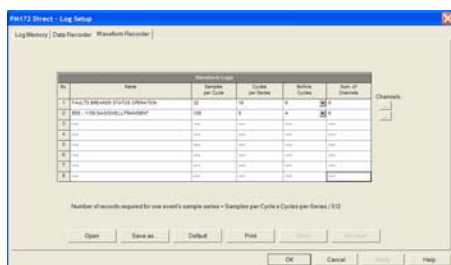 PM172 Direct - Log Setup
Log Memory Data Recorder Waveform Recorder
Waveform Logs
No. Name Samples per Cycle Cycles per Series Before, Cycles Num. of Channels
Channels
1 FAULTS BREAKER STATUS OPERATION 32 16 6
2 128 8 4 6
3 ----
4 ----
5 ----
6 ----
7 ----
8 ----
Number of records required for one event's sample series = Samples-per-Cycle x Cycles-per-Series / 512
Open Save as... Default Print
OK Cancel Apply Help